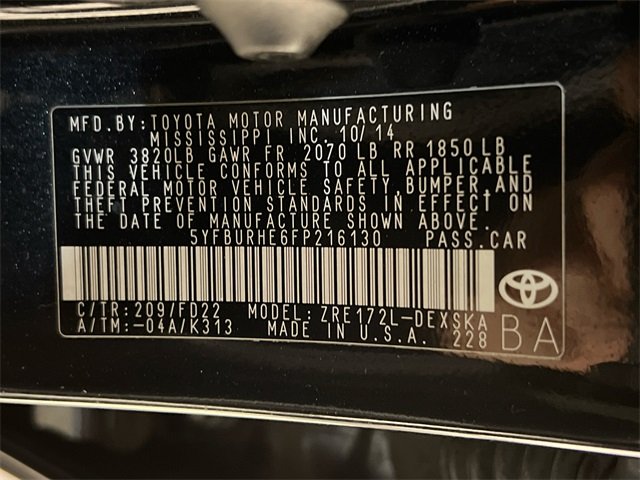 MFD.BY:TOYOTA MOTOR MANUFACTURING
MISSISSIPPI INC. 10/14
GVWR 3820LB GAWR FR 2070 LB RR 1850 LB
THIS VEHICLE CONFORMS TO ALL APPLICABLE
FEDERAL MOTOR VEHICLE SAFETY,BUMPER,AND
THEFT PREVENTION STANDARDS IN EFFECT ON
THE DATE OF MANUFACTURE SHOWN ABOVE.
5YFBURHE6FP216130 PASS.CAR
C/TR: 209/FD22 MODEL: ZRE172L-DEXSKA
A/TM:-04A/K313 MADE IN U.S.A. 228 BA